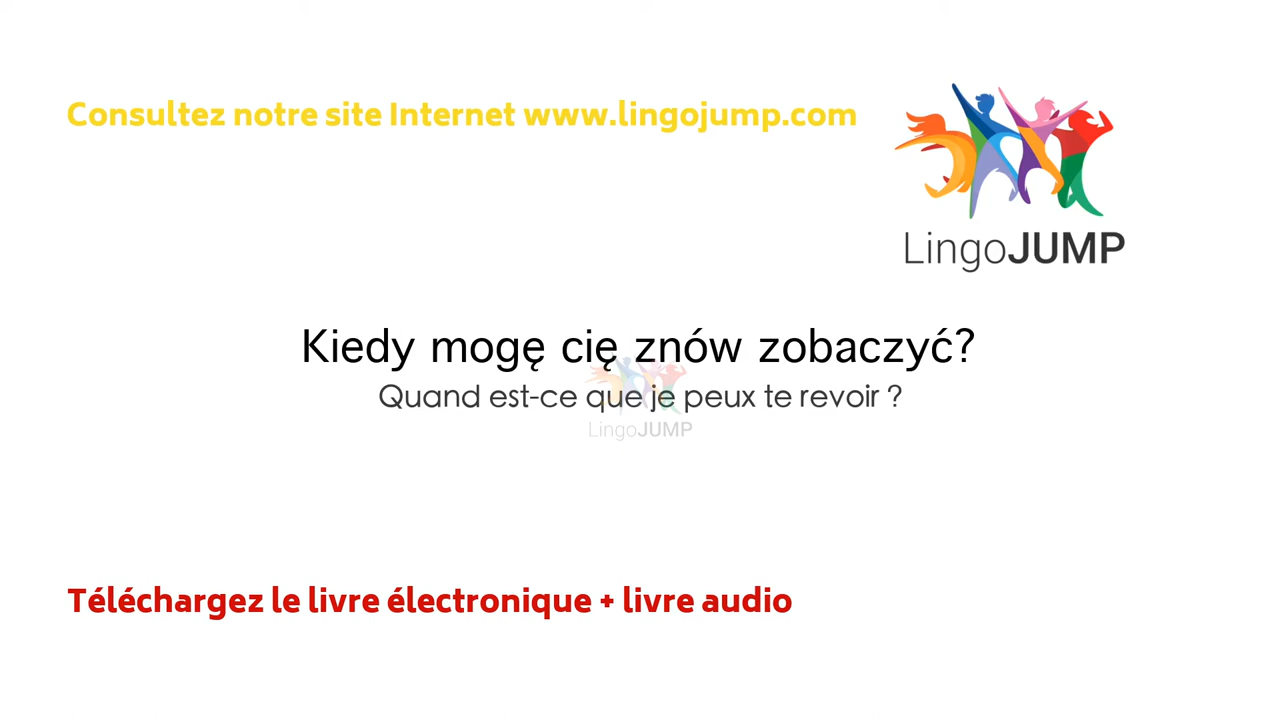 Consultez notre site Internet www.lingojump.com
LingoJUMP
Kiedy mogę cię znów zobaczyć?
Quand est-ce que je peux te revoir ?
LingoJUMP
Téléchargez le livre électronique + livre audio